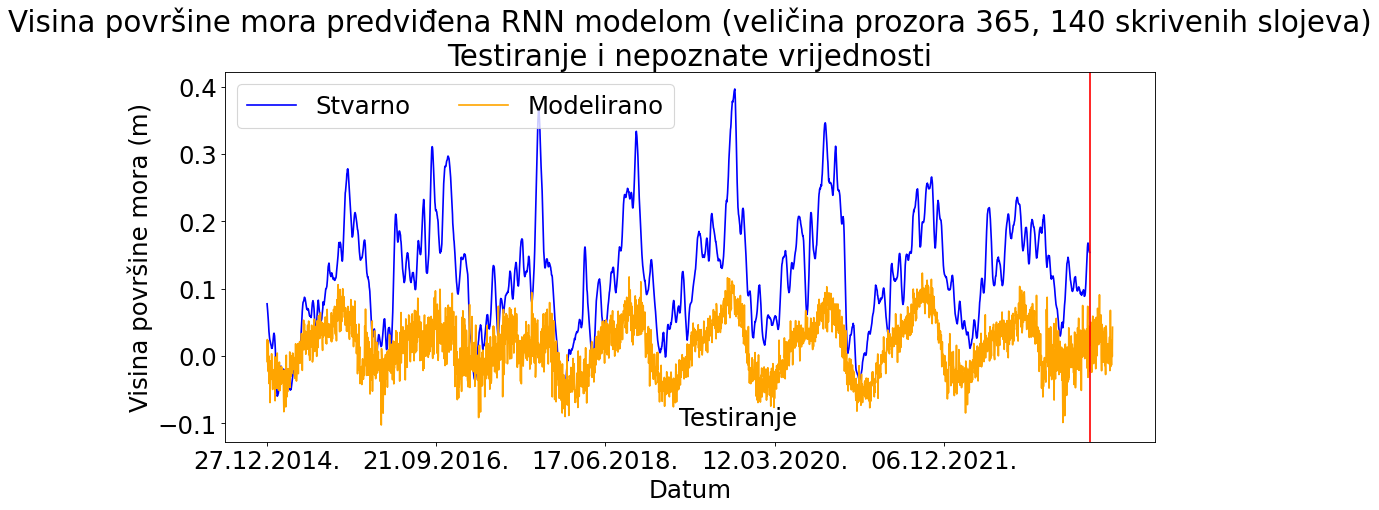 Visina površine mora predviđena RNN modelom (veličina prozora 365, 140 skrivenih slojeva)
Testiranje i nepoznate vrijednosti
Stvarno
Modelirano
Visina površine mora (m)
0.4
0.3
0.2
0.1
0.0
−0.1
Testiranje
27.12.2014.
21.09.2016.
17.06.2018.
12.03.2020.
06.12.2021.
Datum